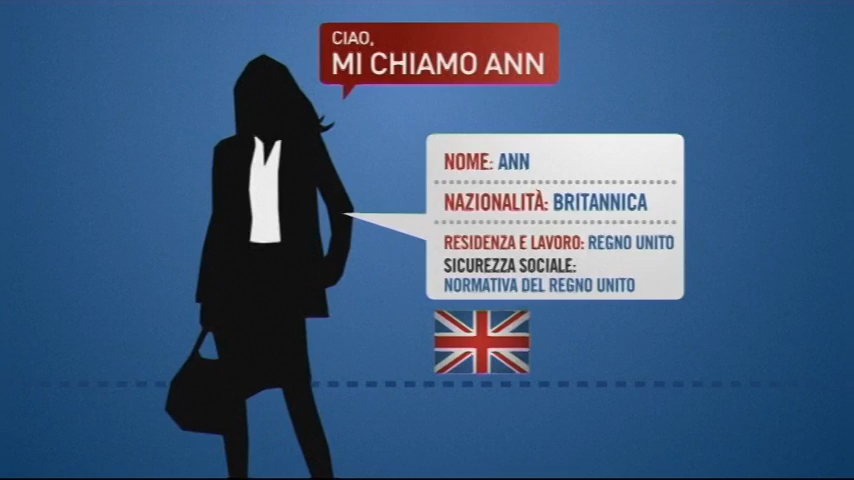 CIAO,
MI CHIAMO ANN
NOME: ANN
NAZIONALITÀ: BRITANNICA
RESIDENZA E LAVORO: REGNO UNITO
SICUREZZA SOCIALE:
NORMATIVA DEL REGNO UNITO